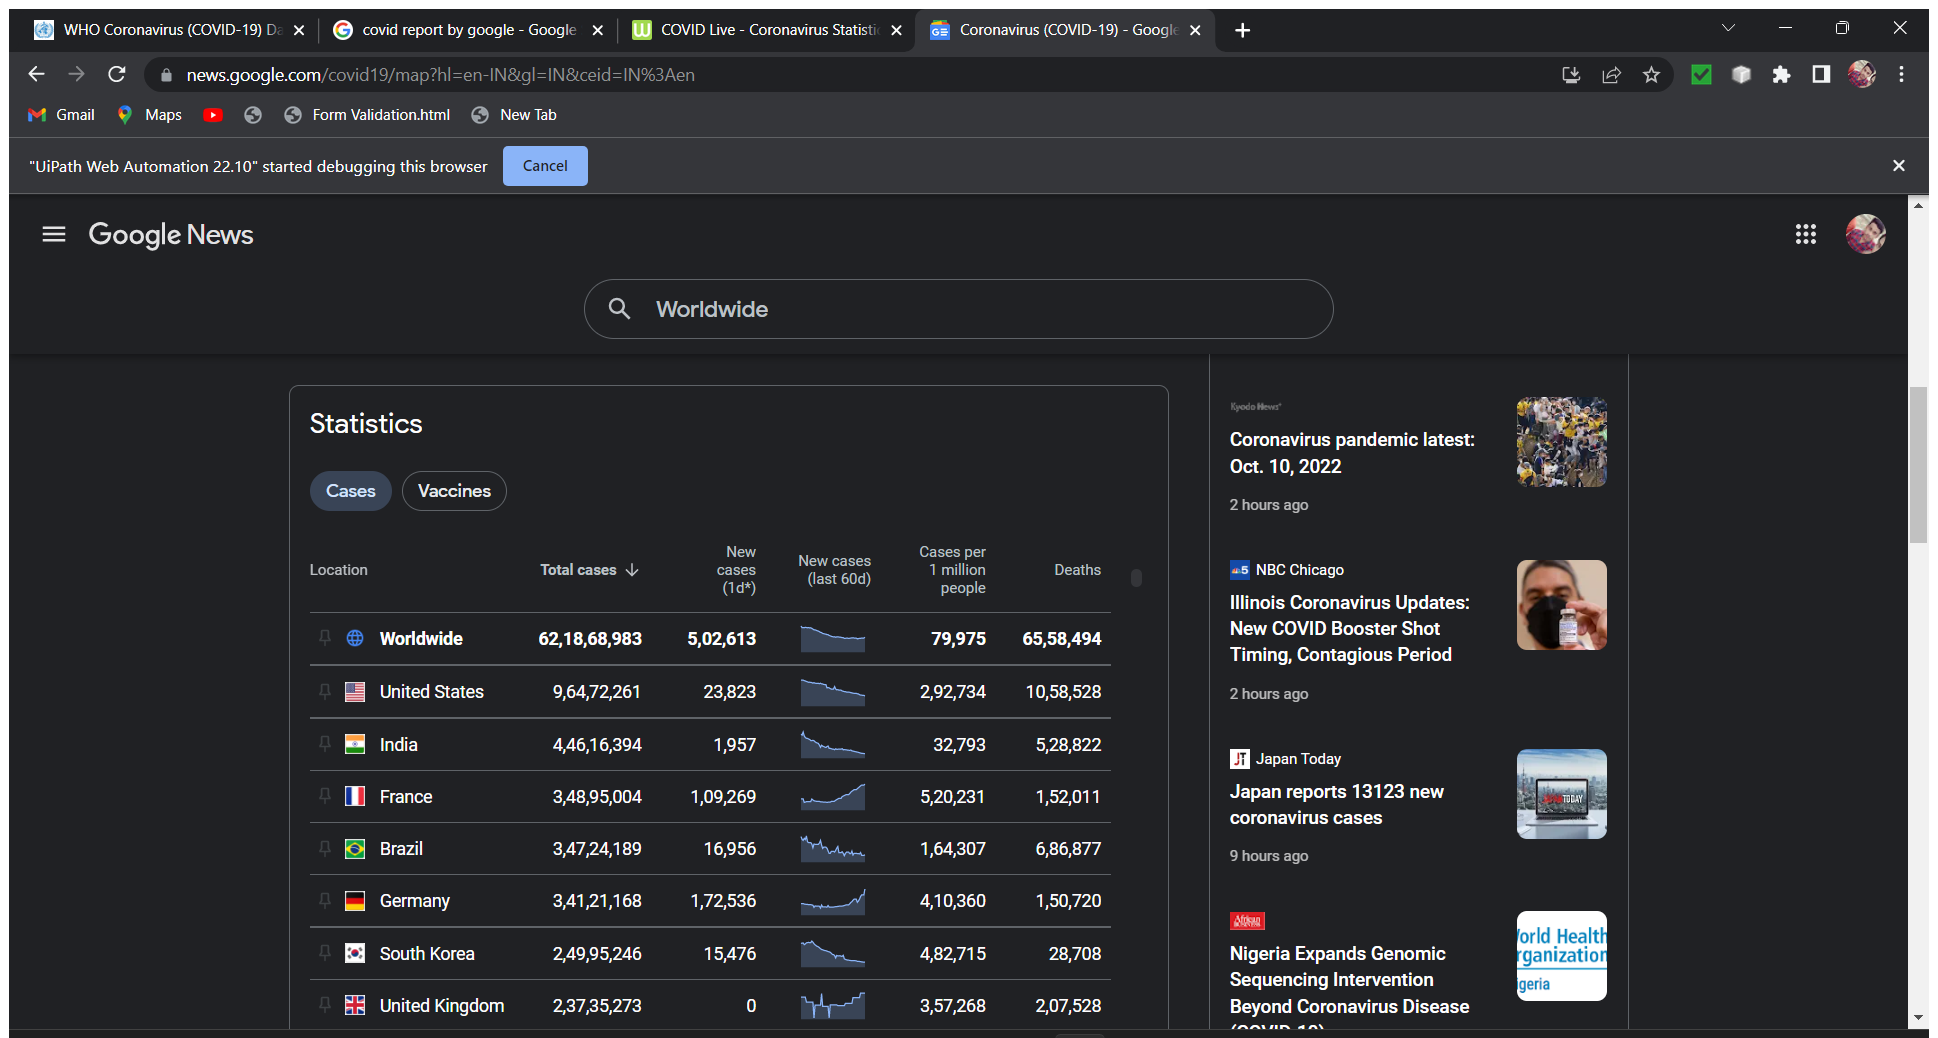 WHO Coronavirus (COVID-19) Da
covid report by google - Google
COVID Live - Coronavirus Statistic
Coronavirus (COVID-19) - Google
news.google.com/covid19/map?hl=en-IN&gl=IN&ceid=IN%3Aen
Gmail Maps Form Validation.html New Tab
"UiPath Web Automation 22.10" started debugging this browser Cancel
Google News
Worldwide
Statistics
Cases Vaccines
Location
Total cases
New
cases
(1d*)
New cases
(last 60d)
Cases per
1 million
people
Deaths
Worldwide 62,18,68,983 5,02,613 79,975 65,58,494
United States 9,64,72,261 23,823 2,92,734 10,58,528
India 4,46,16,394 1,957 32,793 5,28,822
France 3,48,95,004 1,09,269 5,20,231 1,52,011
Brazil 3,47,24,189 16,956 1,64,307 6,86,877
Germany 3,41,21,168 1,72,536 4,10,360 1,50,720
South Korea 2,49,95,246 15,476 4,82,715 28,708
United Kingdom 2,37,35,273 0 3,57,268 2,07,528
Kyodo News
Coronavirus pandemic latest:
Oct. 10, 2022
2 hours ago
5 NBC Chicago
Illinois Coronavirus Updates:
New COVID Booster Shot
Timing, Contagious Period
2 hours ago
JT Japan Today
Japan reports 13123 new
coronavirus cases
TODAY
9 hours ago
African
BUSINESS
Nigeria Expands Genomic
Sequencing Intervention
Beyond Coronavirus Disease
(COVID-19)
orld Health
rganization
igeria